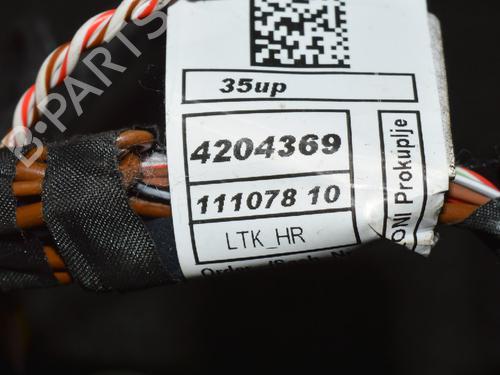 35up
4204369
111078 10
LTK_HR
ONI Prokuplje
B-PARTS